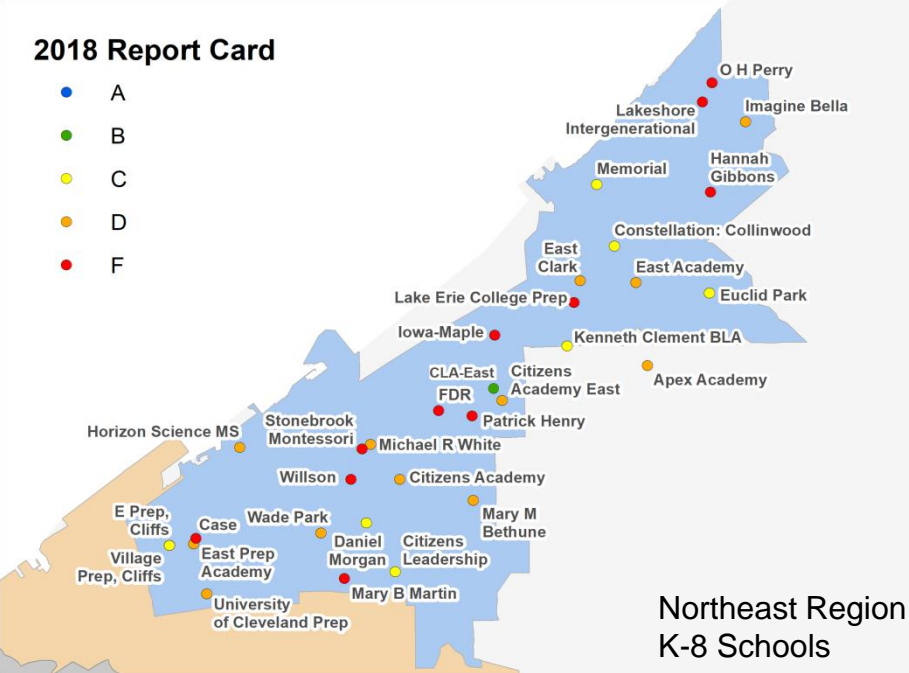 2018 Report Card
A
B
C
D
F
O H Perry
Lakeshore
Intergenerational
Imagine Bella
Memorial
Hannah
Gibbons
Constellation: Collinwood
East
Clark
East Academy
Lake Erie College Prep
Euclid Park
Iowa-Maple
Kenneth Clement BLA
CLA-East
Citizens
Academy East
Apex Academy
FDR
Patrick Henry
Horizon Science MS
Stonebrook
Montessori
Michael R White
Willson
Citizens Academy
E Prep,
Cliffs
Case
Wade Park
Mary M
Bethune
Village
Prep, Cliffs
East Prep
Academy
Daniel
Morgan
Citizens
Leadership
Mary B Martin
University
of Cleveland Prep
Northeast Region
K-8 Schools